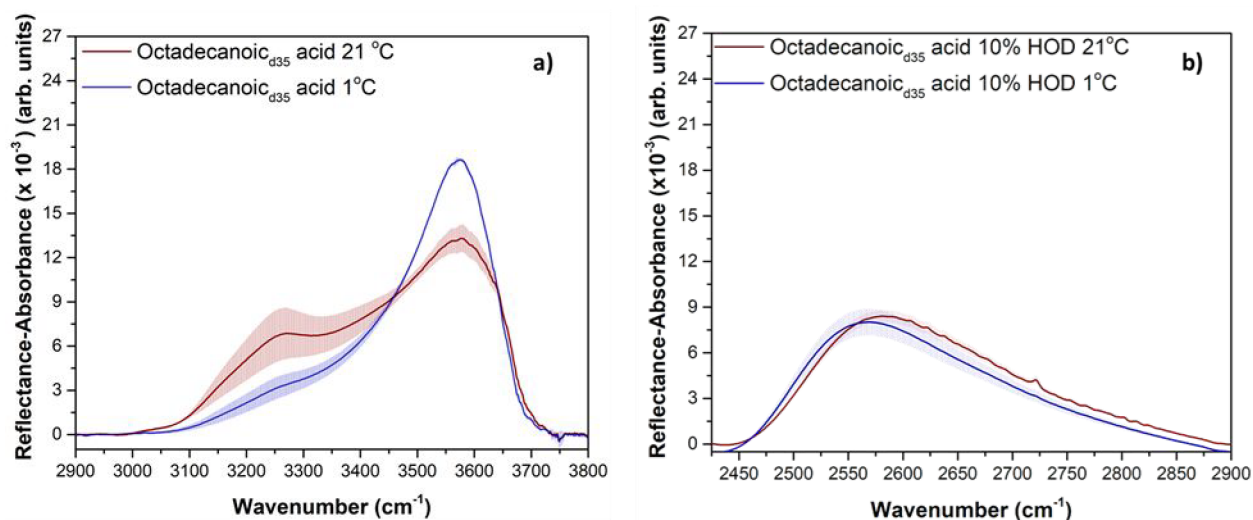 Reflectance-Absorbance (x 10⁻³) (arb. units)
27
24
21
18
15
12
9
6
3
0
Octadecanoic_d35 acid 21 °C
Octadecanoic_d35 acid 1°C
a)
2900 3000 3100 3200 3300 3400 3500 3600 3700 3800
Wavenumber (cm⁻¹)
Reflectance-Absorbance (x10⁻³) (arb. units)
27
24
21
18
15
12
9
6
3
0
Octadecanoic_d35 acid 10% HOD 21°C
Octadecanoic_d35 acid 10% HOD 1°C
b)
2450 2500 2550 2600 2650 2700 2750 2800 2850 2900
Wavenumber (cm⁻¹)